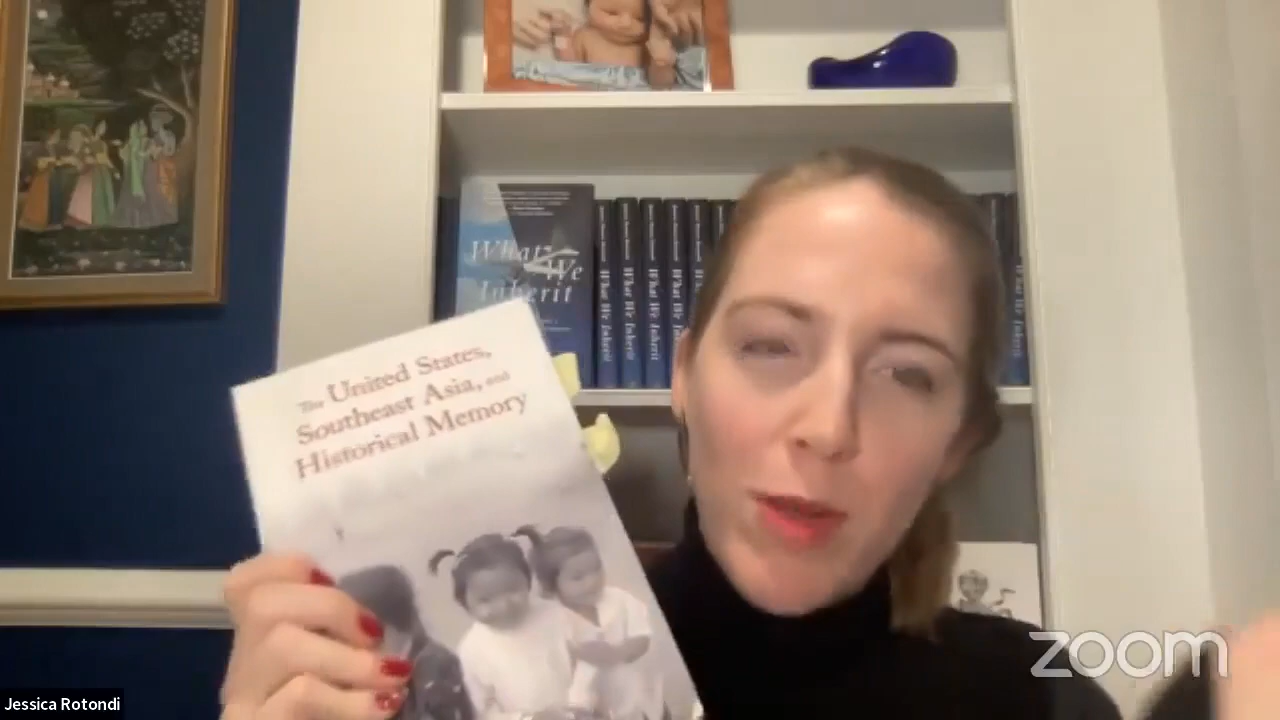 What We
Inherit
What We Inherit
What We Inherit
What We Inherit
What We
What We Inherit
The United States,
Southeast Asia, and
Historical Memory
zoom
Jessica Rotondi